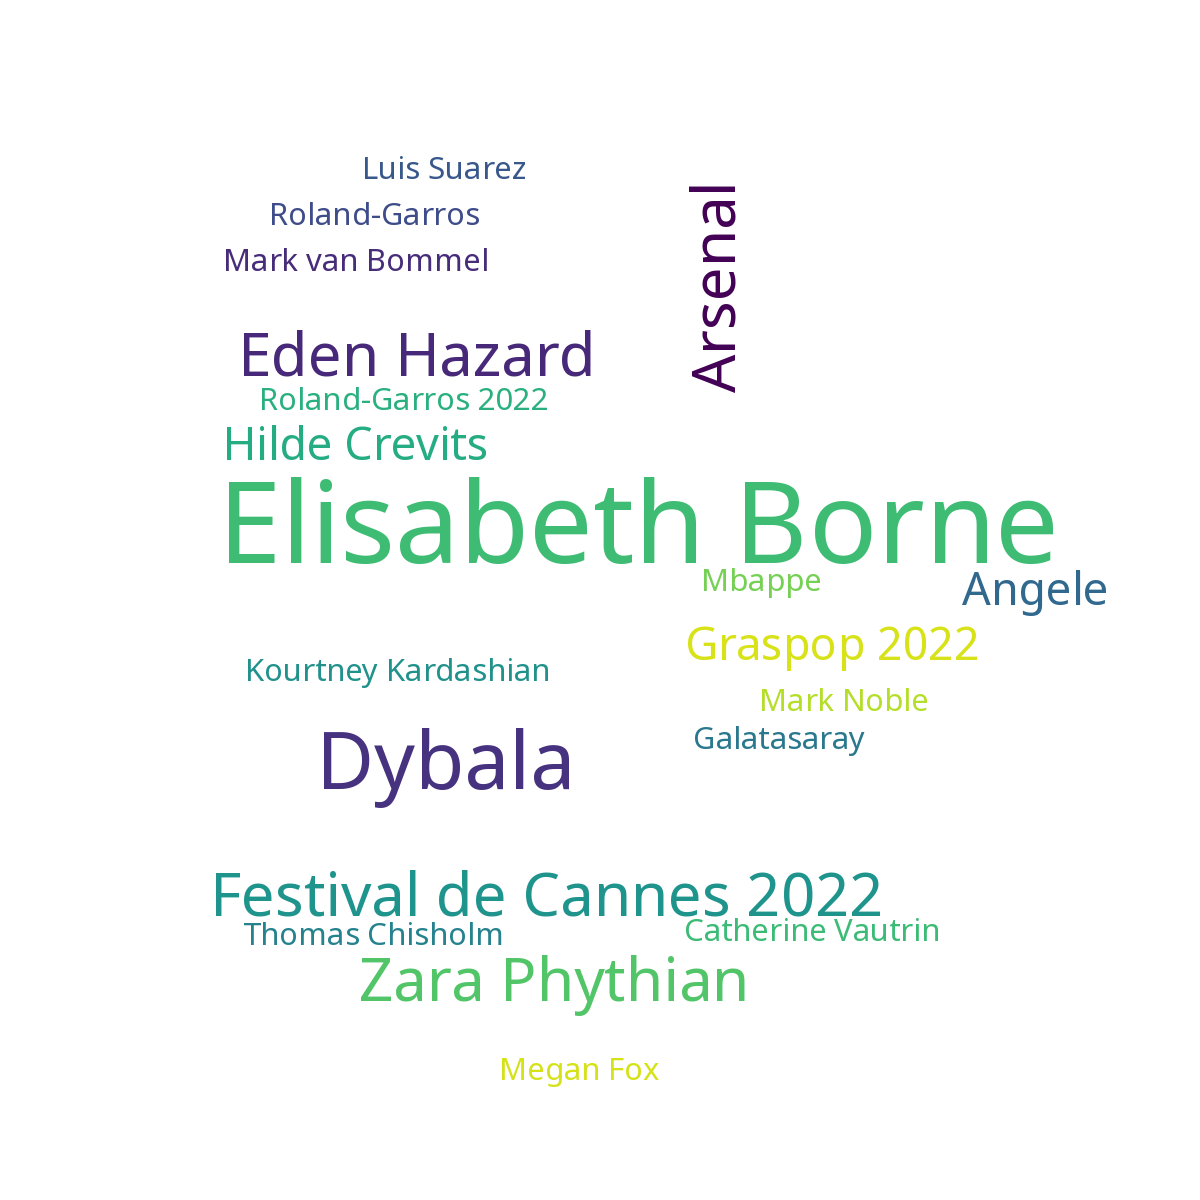 Luis Suarez
Arsenal
Roland-Garros
Mark van Bommel
Eden Hazard
Roland-Garros 2022
Hilde Crevits
Elisabeth Borne
Mbappe
Angele
Graspop 2022
Kourtney Kardashian
Mark Noble
Galatasaray
Dybala
Festival de Cannes 2022
Thomas Chisholm
Catherine Vautrin
Zara Phythian
Megan Fox